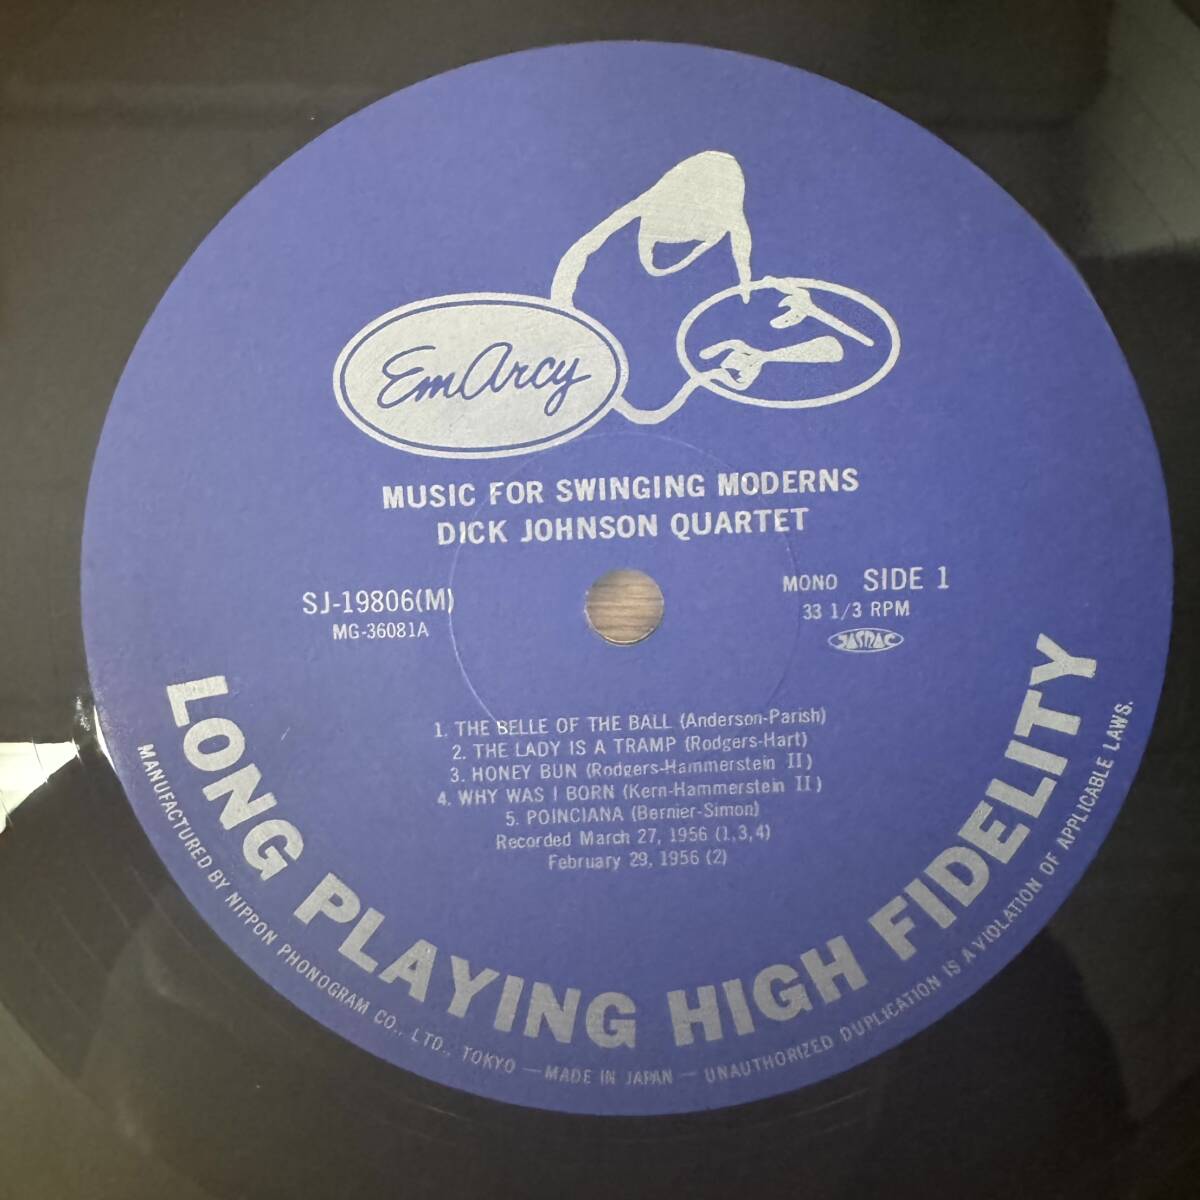 EmArcy
MUSIC FOR SWINGING MODERNS
DICK JOHNSON QUARTET
SJ-19806(M)
MG-36081A
MONO SIDE 1
33 1/3 RPM
JASRAC
1. THE BELLE OF THE BALL (Anderson-Parish)
2. THE LADY IS A TRAMP (Rodgers-Hart)
3. HONEY BUN (Rodgers-Hammerstein II)
4. WHY WAS I BORN (Kern-Hammerstein II)
5. POINCIANA (Bernier-Simon)
Recorded March 27, 1956 (1,3,4)
February 29, 1956 (2)
LONG PLAYING HIGH FIDELITY
MANUFACTURED BY NIPPON PHONOGRAM CO., LTD., TOKYO — MADE IN JAPAN — UNAUTHORIZED DUPLICATION IS A VIOLATION OF APPLICABLE LAWS.